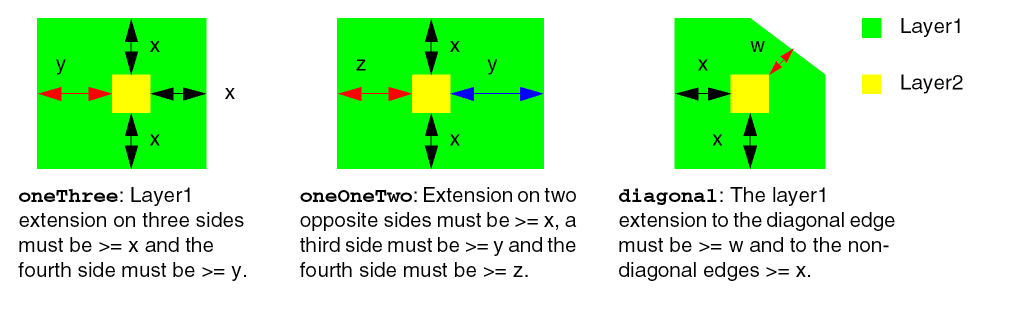 x
y
x
x
x
z
y
x
w
x
x
Layer1
Layer2
oneThree: Layer1
extension on three sides
must be >= x and the
fourth side must be >= y.
oneOneTwo: Extension on two
opposite sides must be >= x, a
third side must be >= y and the
fourth side must be >= z.
diagonal: The layer1
extension to the diagonal edge
must be >= w and to the non-
diagonal edges >= x.